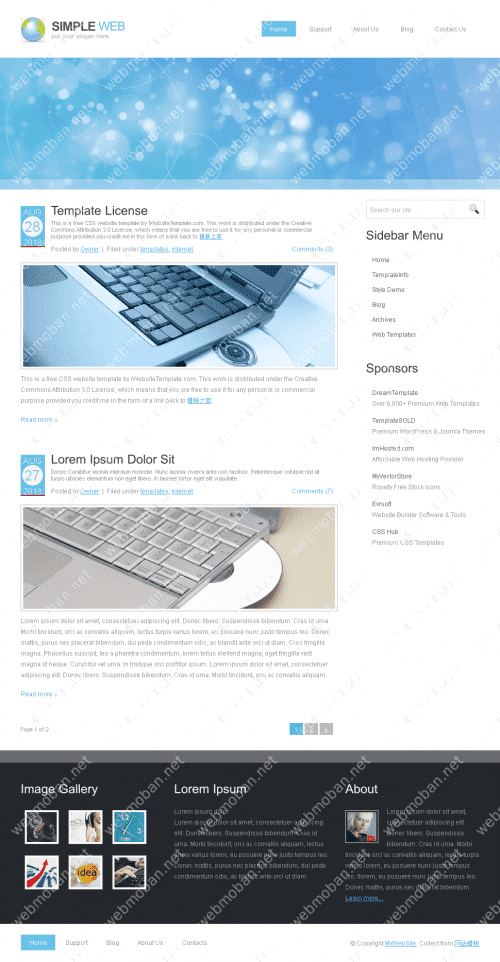 SIMPLE WEB
put your slogan here
Home Support About Us Blog Contact Us
AUG
28
2018
Template License
This is a free CSS website template by iWebsiteTemplate.com. This work is distributed under the Creative
Commons Attribution 3.0 License, which means that you are free to use it for any personal or commercial
purpose provided you credit me in the form of a link back to 模板之家
Posted by Owner | Filed under templates, internet
Comments (3)
This is a free CSS website template by iWebsiteTemplate.com. This work is distributed under the Creative
Commons Attribution 3.0 License, which means that you are free to use it for any personal or commercial
purpose provided you credit me in the form of a link back to 模板之家
Read more »
AUG
27
2018
Lorem Ipsum Dolor Sit
Donec Curabitur lacinia interdum molestie. Nunc lacinia viverra ante non facilisis. Pellentesque volutpat nisl at
turpis ultricies elementum non eget libero. In laoreet tortor eget elit vulputate.
Posted by Owner | Filed under templates, internet
Comments (7)
Lorem ipsum dolor sit amet, consectetuer adipiscing elit. Donec libero. Suspendisse bibendum. Cras id urna.
Morbi tincidunt, orci ac convallis aliquam, lectus turpis varius lorem, eu posuere nunc justo tempus leo. Donec
mattis, purus nec placerat bibendum, dui pede condimentum odio, ac blandit ante orci ut diam. Cras fringilla
magna. Phasellus suscipit, leo a pharetra condimentum, lorem tellus eleifend magna, eget fringilla velit
magna id neque. Curabitur vel urna. In tristique orci porttitor ipsum. Lorem ipsum dolor sit amet, consectetuer
adipiscing elit. Donec libero. Suspendisse bibendum. Cras id urna. Morbi tincidunt, orci ac convallis aliquam.
Read more »
Page 1 of 2
Search our site
Sidebar Menu
Home
TemplateInfo
Style Demo
Blog
Archives
Web Templates
Sponsors
DreamTemplate
Over 6,000+ Premium Web Templates
TemplateSOLD
Premium WordPress & Joomla Themes
ImHosted.com
Affordable Web Hosting Provider
MyVectorStore
Royalty Free Stock Icons
Evrsoft
Website Builder Software & Tools
CSS Hub
Premium CSS Templates
Image Gallery
idea
Lorem Ipsum
Lorem ipsum dolor
Lorem ipsum dolor sit amet, consectetuer adipiscing
elit. Donec libero. Suspendisse bibendum. Cras id
urna. Morbi tincidunt, orci ac convallis aliquam, lectus
turpis varius lorem, eu posuere nunc justo tempus leo.
Donec mattis, purus nec placerat bibendum, dui pede
condimentum odio, ac blandit ante orci ut diam.
About
Lorem ipsum dolor sit amet,
consectetuer adipiscing elit. Donec
libero. Suspendisse bibendum.
Cras id urna. Morbi
tincidunt, orci ac convallis aliquam, lectus turpis
varius lorem, eu posuere nunc justo tempus leo.
Donec mattis, purus nec placerat bibendum.
Learn more...
Home Support Blog About Us Contacts
© Copyright MyWebSite, Collect from 网站模板
webmoban.net